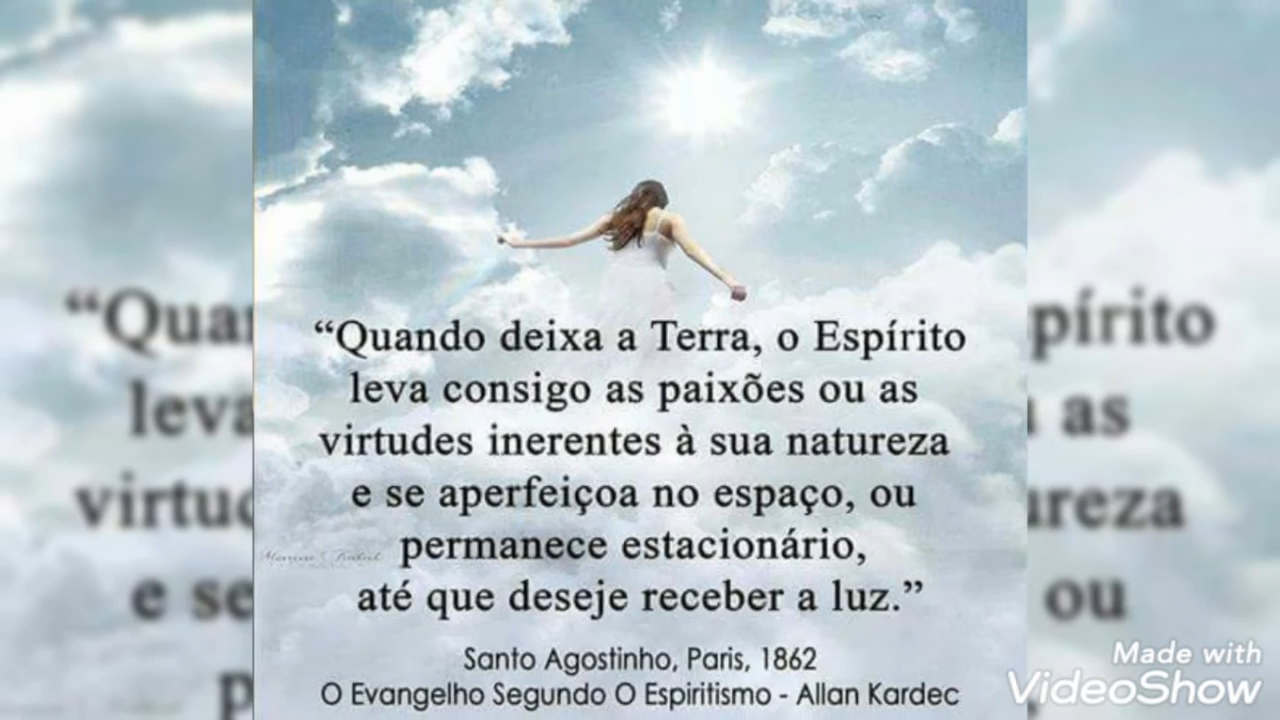 “Quando deixa a Terra, o Espírito
leva consigo as paixões ou as
virtudes inerentes à sua natureza
e se aperfeiçoa no espaço, ou
permanece estacionário,
até que deseje receber a luz.”
Santo Agostinho, Paris, 1862
O Evangelho Segundo O Espiritismo - Allan Kardec
Made with
VideoShow